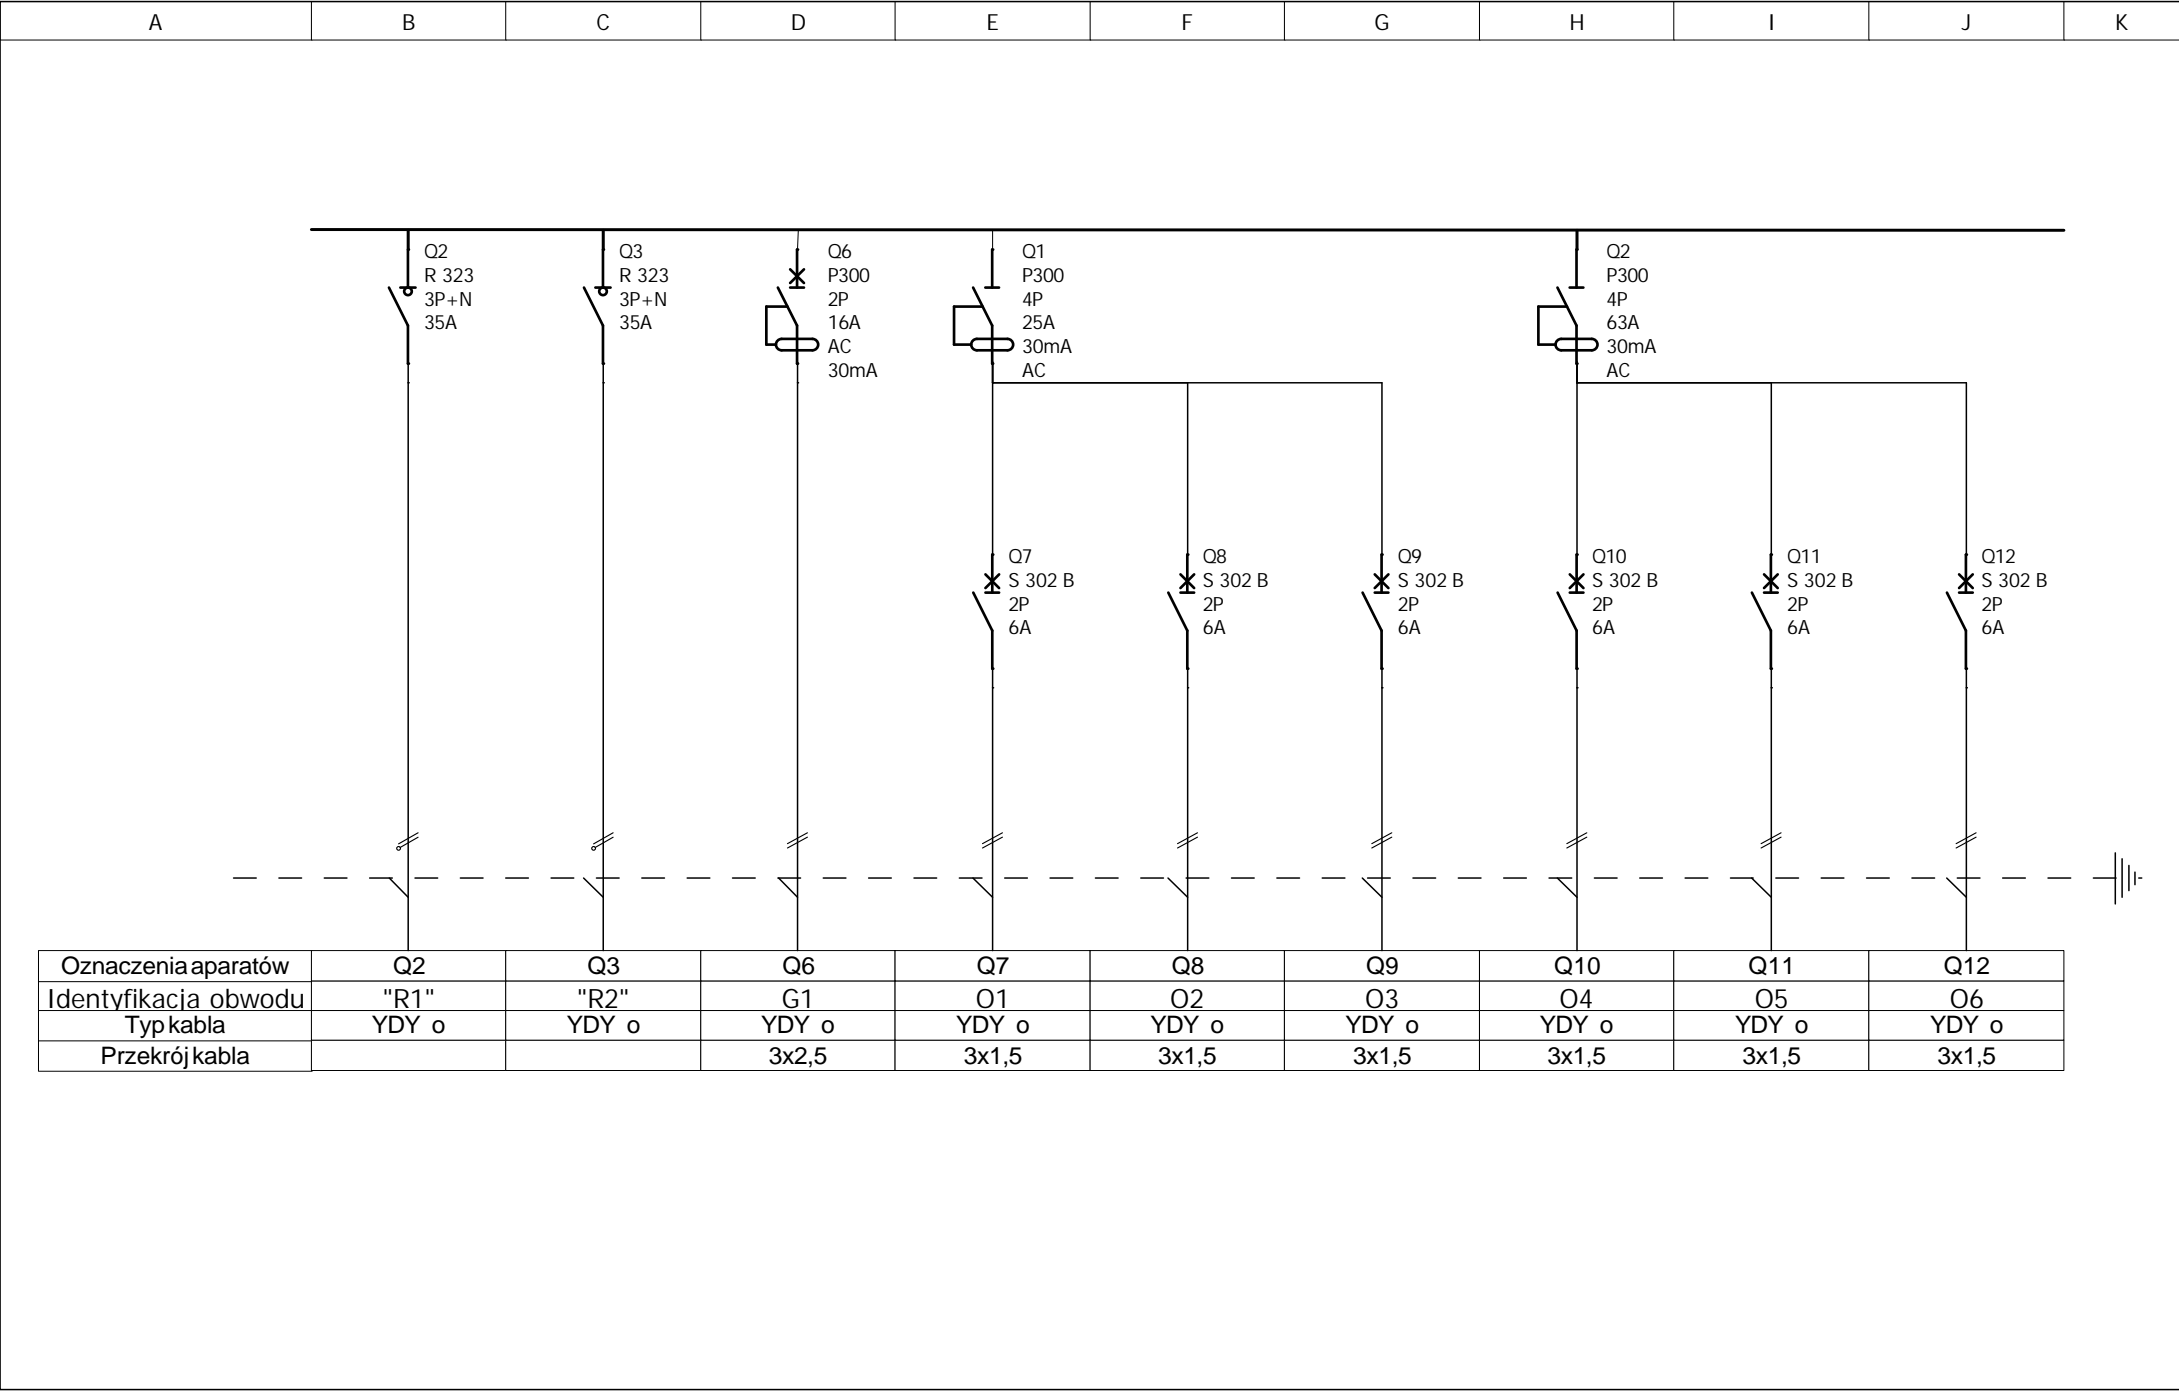 A B C D E F G H I J K
Q2
R 323
3P+N
35A
Q3
R 323
3P+N
35A
Q6
P300
2P
16A
AC
30mA
Q1
P300
4P
25A
30mA
AC
Q2
P300
4P
63A
30mA
AC
Q7
S 302 B
2P
6A
Q8
S 302 B
2P
6A
Q9
S 302 B
2P
6A
Q10
S 302 B
2P
6A
Q11
S 302 B
2P
6A
Q12
S 302 B
2P
6A
Oznaczenia aparatów Q2 Q3 Q6 Q7 Q8 Q9 Q10 Q11 Q12
Identyfikacja obwodu "R1" "R2" G1 O1 O2 O3 O4 O5 O6
Typ kabla YDY o YDY o YDY o YDY o YDY o YDY o YDY o YDY o YDY o
Przekrój kabla 3x2,5 3x1,5 3x1,5 3x1,5 3x1,5 3x1,5 3x1,5